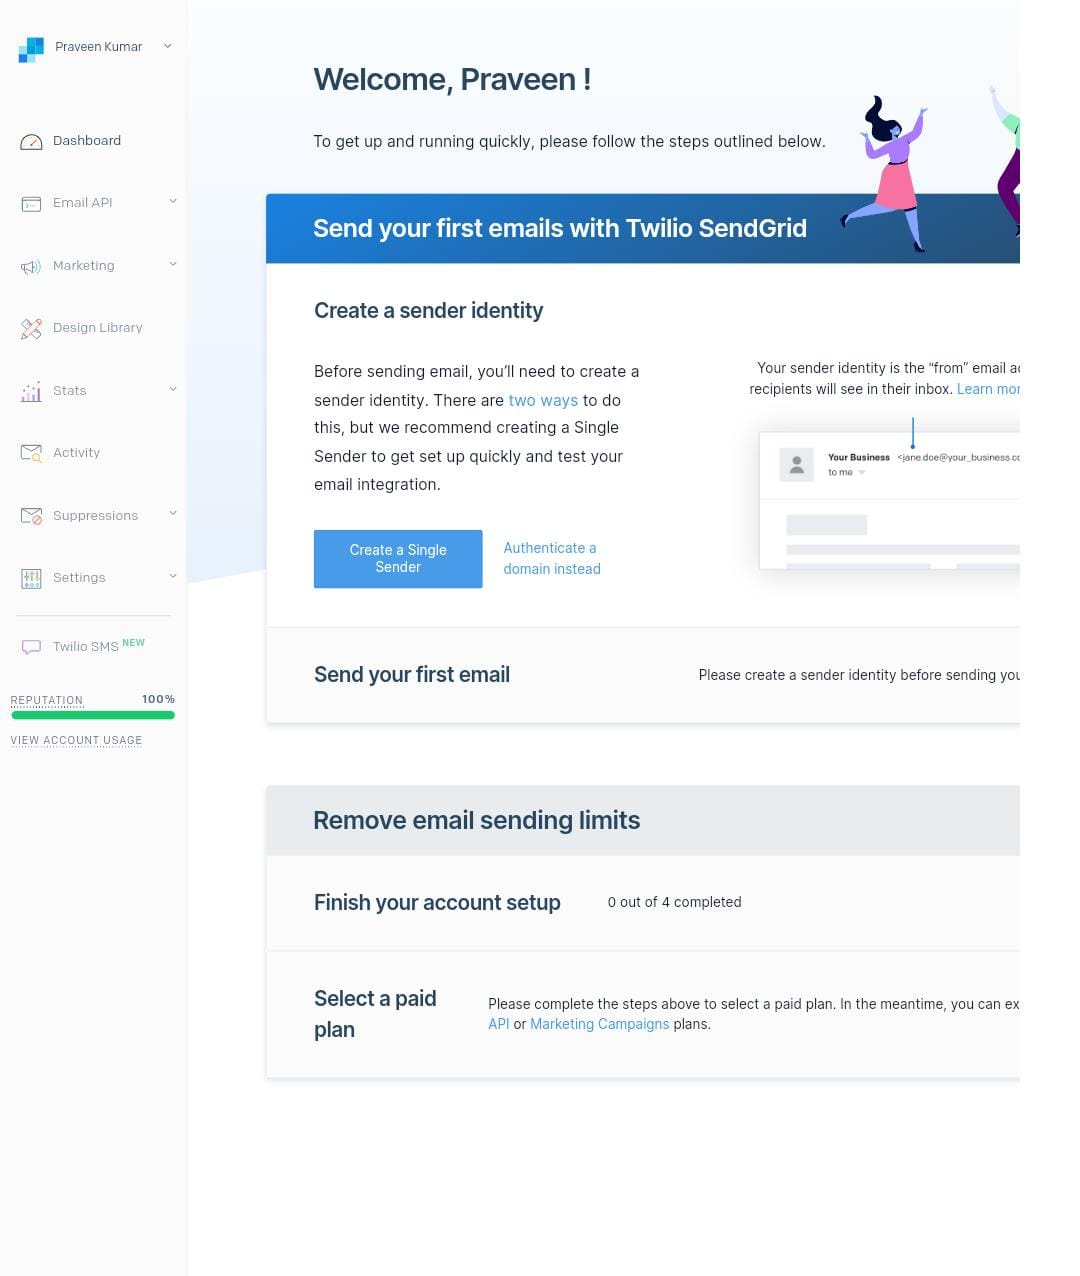 Praveen Kumar
Dashboard
Email API
Marketing
Design Library
Stats
Activity
Suppressions
Settings
Twilio SMS NEW
REPUTATION 100%
VIEW ACCOUNT USAGE
Welcome, Praveen !
To get up and running quickly, please follow the steps outlined below.
Send your first emails with Twilio SendGrid
Create a sender identity
Before sending email, you’ll need to create a
sender identity. There are two ways to do
this, but we recommend creating a Single
Sender to get set up quickly and test your
email integration.
Create a Single
Sender
Authenticate a
domain instead
Your sender identity is the “from” email
recipients will see in their inbox. Learn
Your Business <jane.doe@your_business.co
to me
Send your first email
Please create a sender identity before sending you
Remove email sending limits
Finish your account setup
0 out of 4 completed
Select a paid
plan
Please complete the steps above to select a paid plan. In the meantime, you can ex
API or Marketing Campaigns plans.